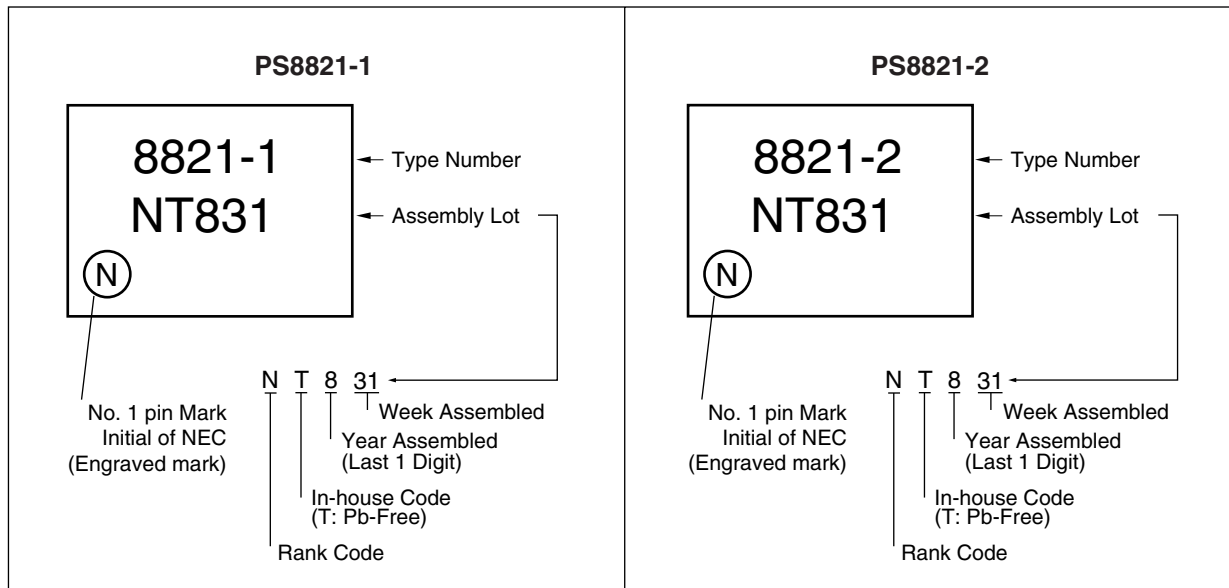 PS8821-1
8821-1
Type Number
NT831
Assembly Lot
N
N T 8 31
No. 1 pin Mark
Initial of NEC
(Engraved mark)
Week Assembled
Year Assembled
(Last 1 Digit)
In-house Code
(T: Pb-Free)
Rank Code
PS8821-2
8821-2
Type Number
NT831
Assembly Lot
N
N T 8 31
No. 1 pin Mark
Initial of NEC
(Engraved mark)
Week Assembled
Year Assembled
(Last 1 Digit)
In-house Code
(T: Pb-Free)
Rank Code